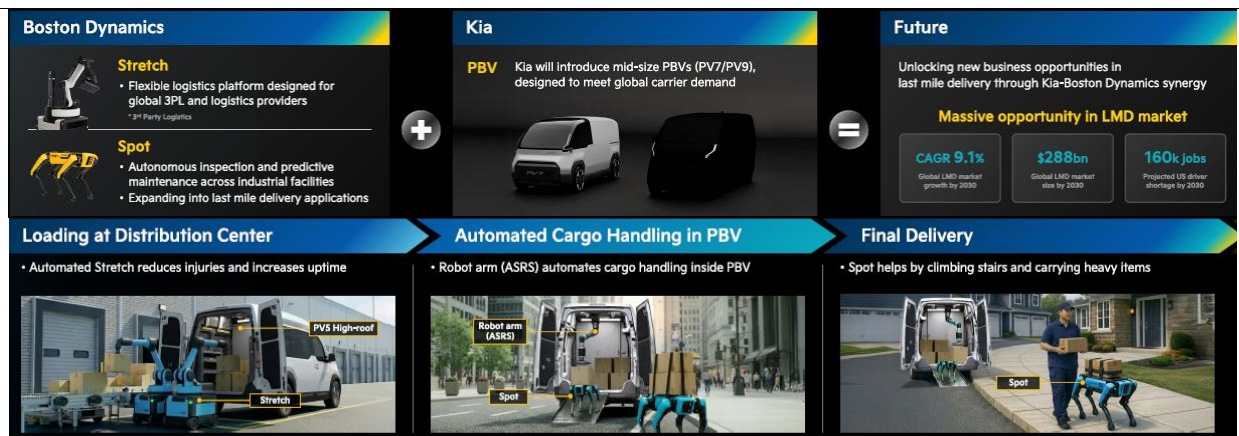 Boston Dynamics
Stretch
• Flexible logistics platform designed for
global 3PL and logistics providers
* 3rd Party Logistics
Spot
• Autonomous inspection and predictive
maintenance across industrial facilities
• Expanding into last mile delivery applications
+
Kia
PBV
Kia will introduce mid-size PBVs (PV7/PV9),
designed to meet global carrier demand
PV7
=
Future
Unlocking new business opportunities in
last mile delivery through Kia-Boston Dynamics synergy
Massive opportunity in LMD market
CAGR 9.1%
Global LMD market
growth by 2030
$288bn
Global LMD market
size by 2030
160k jobs
Projected US driver
shortage by 2030
Loading at Distribution Center
• Automated Stretch reduces injuries and increases uptime
PV5 High-roof
Stretch
Automated Cargo Handling in PBV
• Robot arm (ASRS) automates cargo handling inside PBV
Robot arm
(ASRS)
Spot
Final Delivery
• Spot helps by climbing stairs and carrying heavy items
Spot